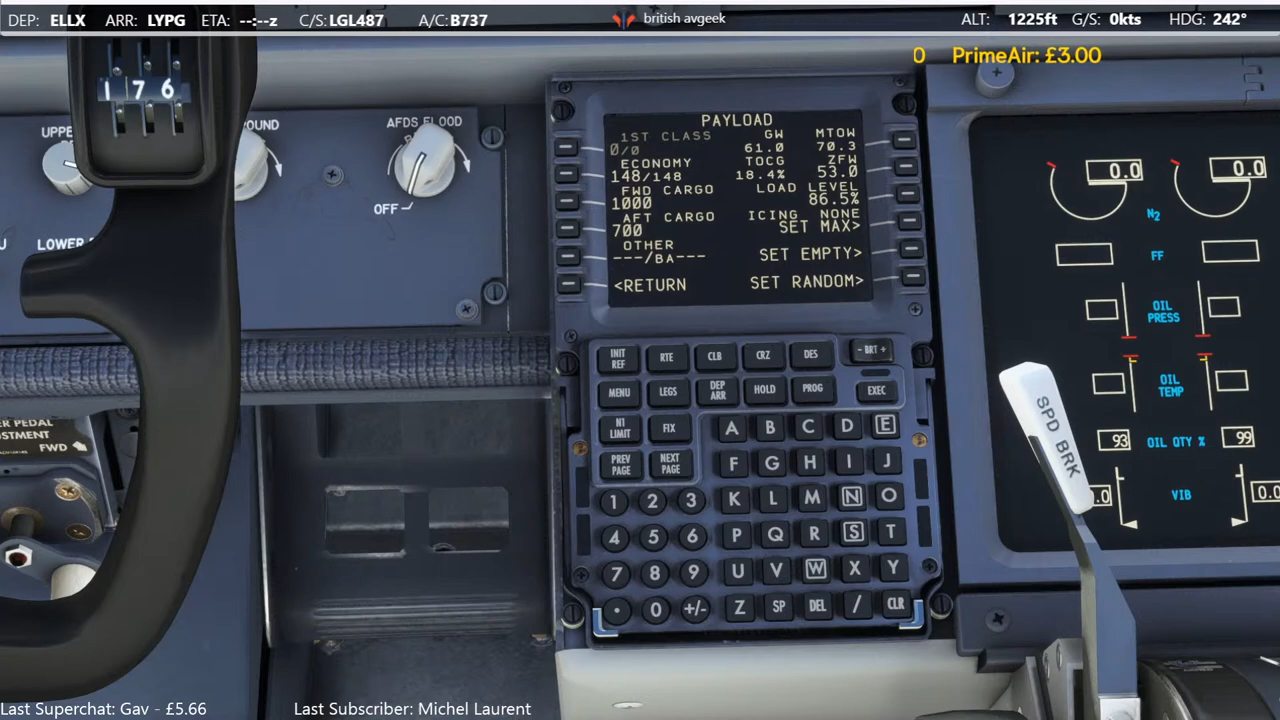 DEP: ELLX ARR: LYPG ETA: --:--z C/S:LGL487 A/C:B737 british avgeek ALT: 1225ft G/S: 0kts HDG: 242°
0 PrimeAir: £3.00
1 7 6
AFDS FLOOD
OFF
LOWER
FWD
PAYLOAD
1ST CLASS GW MTOW
0/0 61.0 70.3
ECONOMY TOCG ZFW
148/148 18.4% 53.0
FWD CARGO LOAD LEVEL
1000 86.5%
AFT CARGO ICING NONE
700 SET MAX>
OTHER
---/BA--- SET EMPTY>
<RETURN SET RANDOM>
INIT REF RTE CLB CRZ DES - BRT +
MENU LEGS DEP ARR HOLD PROG EXEC
N1 LIMIT FIX A B C D E
PREV PAGE NEXT PAGE F G H I J
1 2 3 K L M N O
4 5 6 P Q R S T
7 8 9 U V W X Y
. 0 +/- Z SP DEL / CLR
0.0 0.0
N2
FF
OIL PRESS
OIL TEMP
93 OIL QTY % 99
VIB
SPD BRK
Last Superchat: Gav - £5.66 Last Subscriber: Michel Laurent